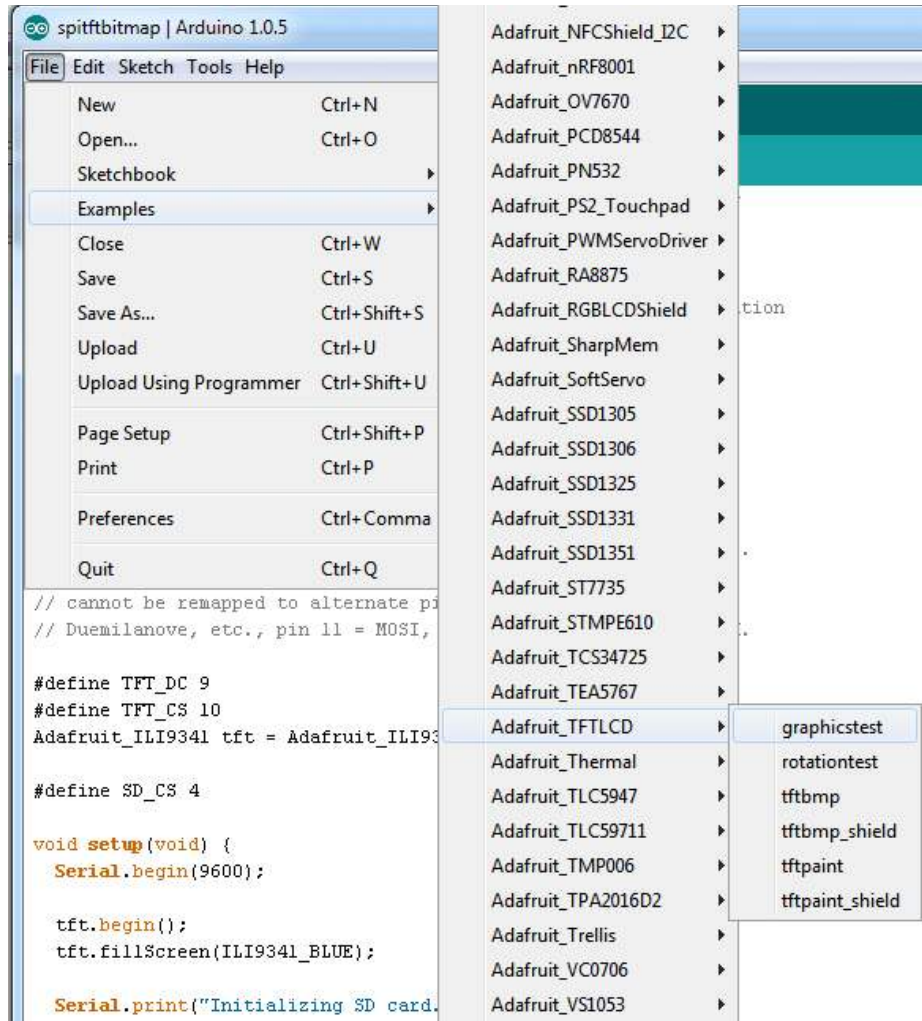 spitftbitmap | Arduino 1.0.5
File Edit Sketch Tools Help
New Ctrl+N
Open... Ctrl+O
Sketchbook
Examples
Close Ctrl+W
Save Ctrl+S
Save As... Ctrl+Shift+S
Upload Ctrl+U
Upload Using Programmer Ctrl+Shift+U
Page Setup Ctrl+Shift+P
Print Ctrl+P
Preferences Ctrl+Comma
Quit Ctrl+Q
// cannot be remapped to alternate pi
// Duemilanove, etc., pin 11 = MOSI,
#define TFT_DC 9
#define TFT_CS 10
Adafruit_ILI9341 tft = Adafruit_ILI93
#define SD_CS 4
void setup(void) {
Serial.begin(9600);
tft.begin();
tft.fillScreen(ILI9341_BLUE);
Serial.print("Initializing SD card.
Adafruit_NFCShield_I2C
Adafruit_nRF8001
Adafruit_OV7670
Adafruit_PCD8544
Adafruit_PN532
Adafruit_PS2_Touchpad
Adafruit_PWMServoDriver
Adafruit_RA8875
Adafruit_RGBLCDShield
Adafruit_SharpMem
Adafruit_SoftServo
Adafruit_SSD1305
Adafruit_SSD1306
Adafruit_SSD1325
Adafruit_SSD1331
Adafruit_SSD1351
Adafruit_ST7735
Adafruit_STMPE610
Adafruit_TCS34725
Adafruit_TEA5767
Adafruit_TFTLCD
Adafruit_Thermal
Adafruit_TLC5947
Adafruit_TLC59711
Adafruit_TMP006
Adafruit_TPA2016D2
Adafruit_Trellis
Adafruit_VC0706
Adafruit_VS1053
tion
graphicstest
rotationtest
tftbmp
tftbmp_shield
tftpaint
tftpaint_shield